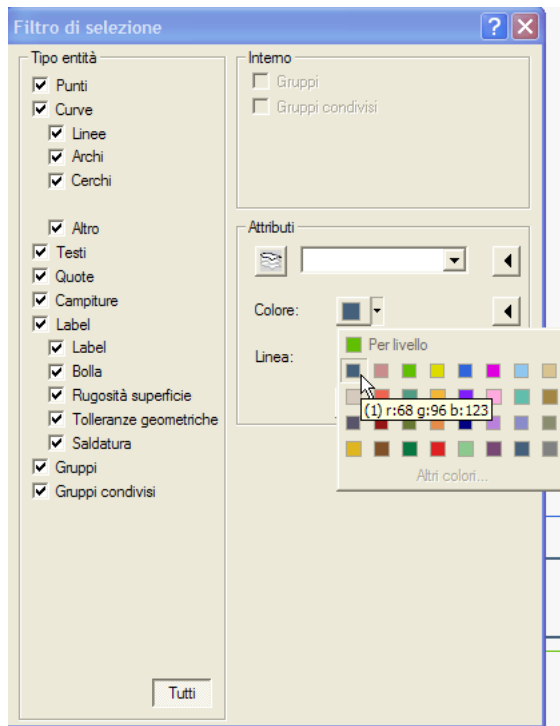 Filtro di selezione
Tipo entità
Punti
Curve
Linee
Archi
Cerchi
Altro
Testi
Quote
Campiture
Label
Label
Bolla
Rugosità superficie
Tolleranze geometriche
Saldatura
Gruppi
Gruppi condivisi
Tutti
Interno
Gruppi
Gruppi condivisi
Attributi
Colore:
Linea:
Per livello
(1) r:68 g:96 b:123
Altri colori...